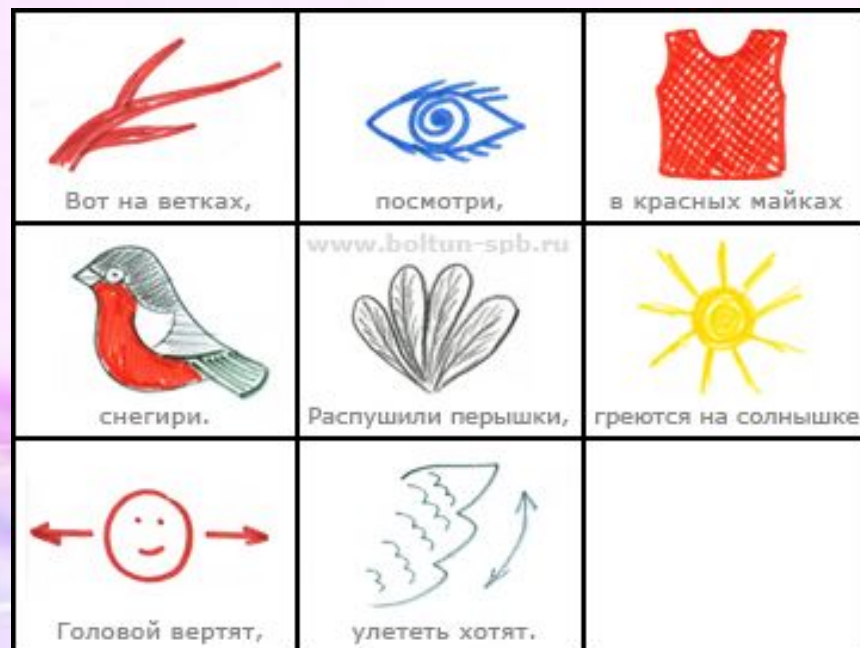 Вот на ветках,
посмотри,
в красных майках
www.boltun-spb.ru
снегири.
Распушили перышки,
греются на солнышке
Головой вертят,
улететь хотят.